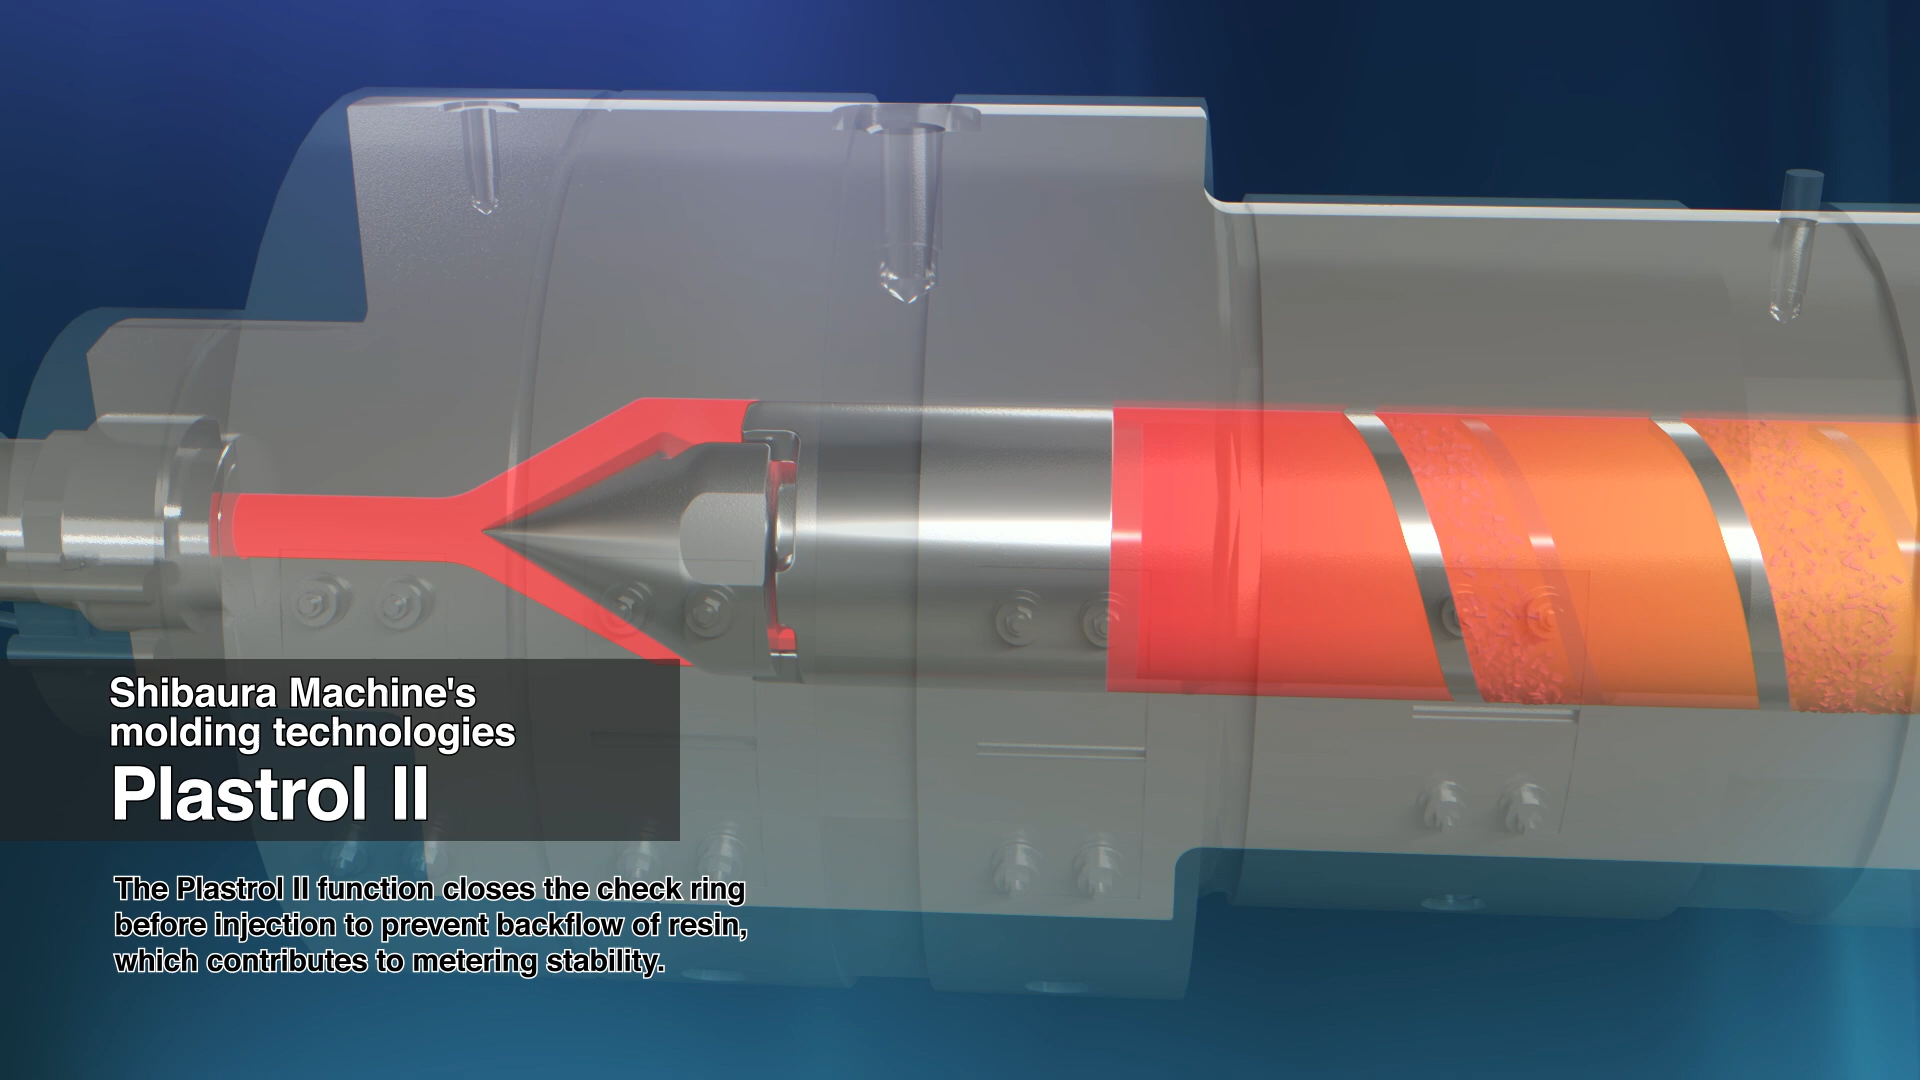 Shibaura Machine's
molding technologies
Plastrol II
The Plastrol II function closes the check ring
before injection to prevent backflow of resin,
which contributes to metering stability.